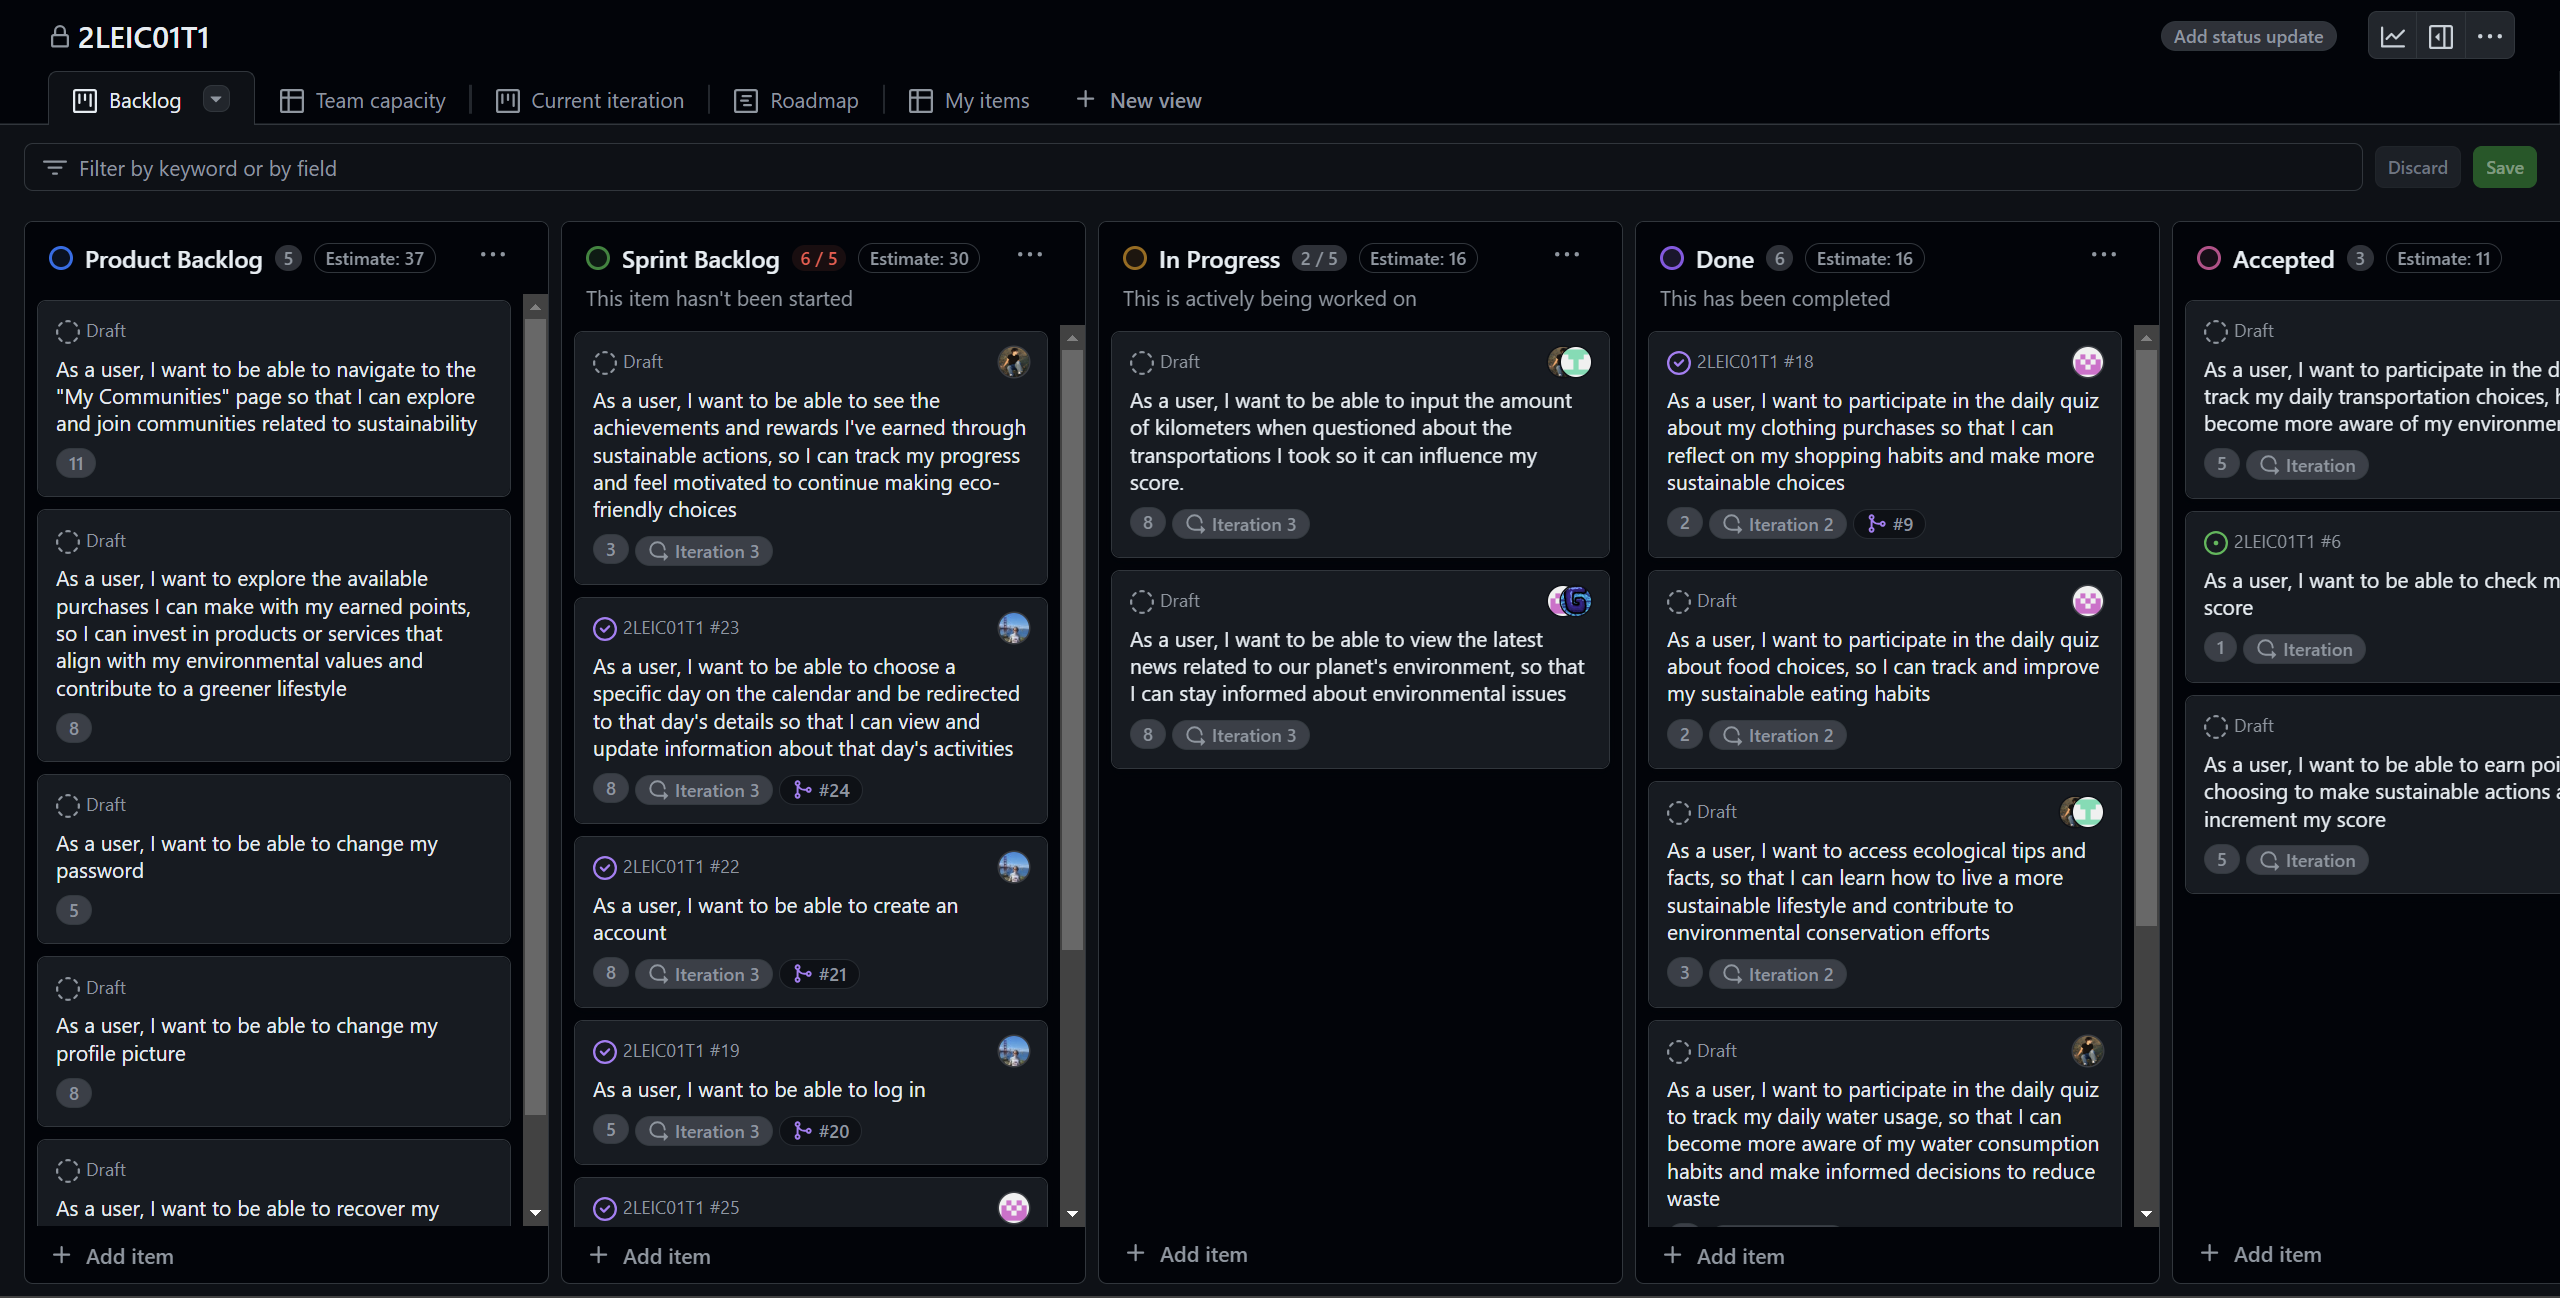 2LEIC01T1
Add status update
Backlog
Team capacity
Current iteration
Roadmap
My items
New view
Filter by keyword or by field
Discard
Save
Product Backlog 5 Estimate: 37
Draft
As a user, I want to be able to navigate to the
"My Communities" page so that I can explore
and join communities related to sustainability
11
Draft
As a user, I want to explore the available
purchases I can make with my earned points,
so I can invest in products or services that
align with my environmental values and
contribute to a greener lifestyle
8
Draft
As a user, I want to be able to change my
password
5
Draft
As a user, I want to be able to change my
profile picture
8
Draft
As a user, I want to be able to recover my
Add item
Sprint Backlog 6 / 5 Estimate: 30
This item hasn't been started
Draft
As a user, I want to be able to see the
achievements and rewards I've earned through
sustainable actions, so I can track my progress
and feel motivated to continue making eco-
friendly choices
3 Iteration 3
2LEIC01T1 #23
As a user, I want to be able to choose a
specific day on the calendar and be redirected
to that day's details so that I can view and
update information about that day's activities
8 Iteration 3 #24
2LEIC01T1 #22
As a user, I want to be able to create an
account
8 Iteration 3 #21
2LEIC01T1 #19
As a user, I want to be able to log in
5 Iteration 3 #20
2LEIC01T1 #25
Add item
In Progress 2 / 5 Estimate: 16
This is actively being worked on
Draft
As a user, I want to be able to input the amount
of kilometers when questioned about the
transportations I took so it can influence my
score.
8 Iteration 3
Draft
As a user, I want to be able to view the latest
news related to our planet's environment, so that
I can stay informed about environmental issues
8 Iteration 3
Add item
Done 6 Estimate: 16
This has been completed
2LEIC01T1 #18
As a user, I want to participate in the daily quiz
about my clothing purchases so that I can
reflect on my shopping habits and make more
sustainable choices
2 Iteration 2 #9
Draft
As a user, I want to participate in the daily quiz
about food choices, so I can track and improve
my sustainable eating habits
2 Iteration 2
Draft
As a user, I want to access ecological tips and
facts, so that I can learn how to live a more
sustainable lifestyle and contribute to
environmental conservation efforts
3 Iteration 2
Draft
As a user, I want to participate in the daily quiz
to track my daily water usage, so that I can
become more aware of my water consumption
habits and make informed decisions to reduce
waste
Add item
Accepted 3 Estimate: 11
Draft
As a user, I want to participate in the d
track my daily transportation choices,
become more aware of my environme
5 Iteration
2LEIC01T1 #6
As a user, I want to be able to check m
score
1 Iteration
Draft
As a user, I want to be able to earn poi
choosing to make sustainable actions
increment my score
5 Iteration
Add item